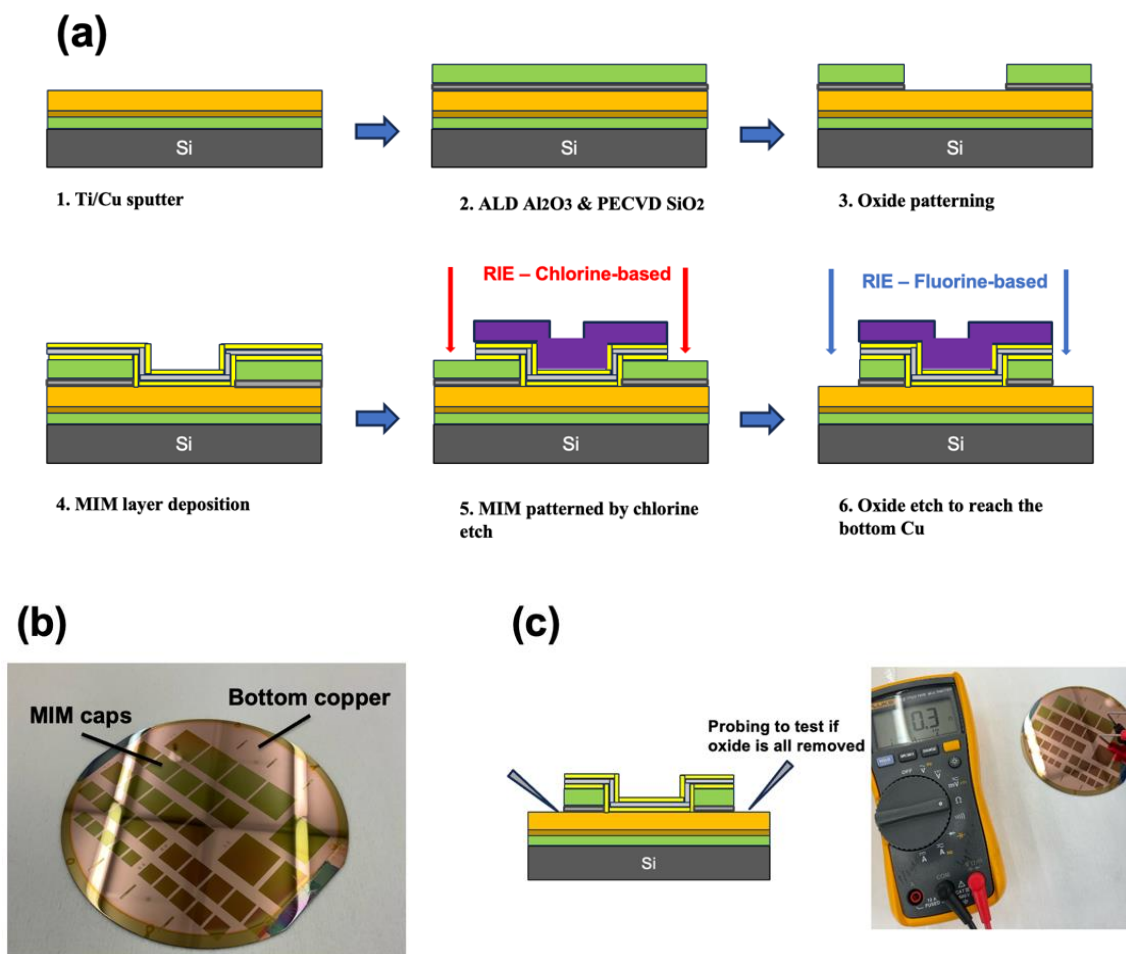 (a)
Si
Si
Si
1. Ti/Cu sputter
2. ALD Al2O3 & PECVD SiO2
3. Oxide patterning
RIE – Chlorine-based
RIE – Fluorine-based
Si
Si
Si
4. MIM layer deposition
5. MIM patterned by chlorine
etch
6. Oxide etch to reach the
bottom Cu
(b)
(c)
MIM caps
Bottom copper
Probing to test if
oxide is all removed
Si
0.3
OFF
V
V
mV
Ω
A
A
COM